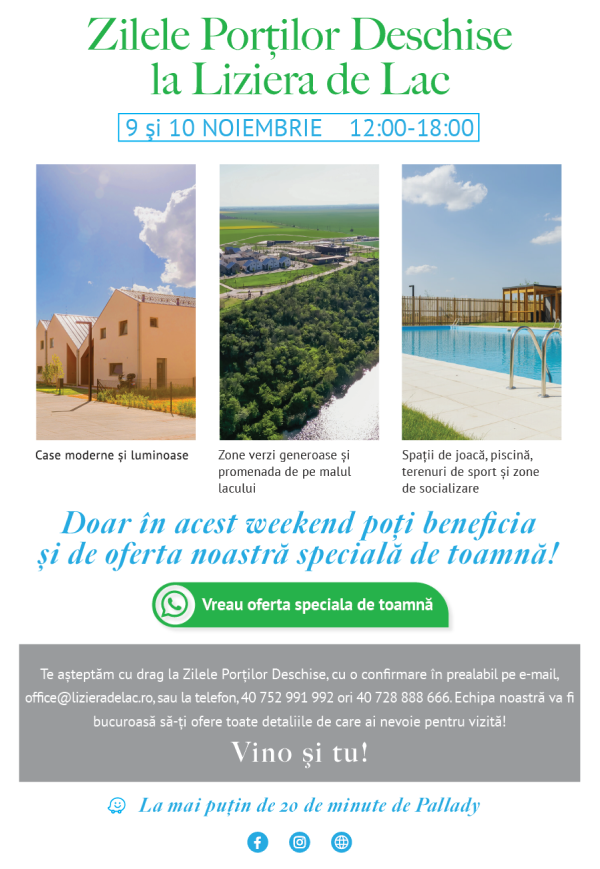 Zilele Porților Deschise
la Liziera de Lac
9 și 10 NOIEMBRIE 12:00-18:00
Case moderne și luminoase
Zone verzi generoase și
promenada de pe malul
lacului
Spații de joacă, piscină,
terenuri de sport și zone
de socializare
Doar în acest weekend poți beneficia
și de oferta noastră specială de toamnă!
Vreau oferta speciala de toamnă
Te așteptăm cu drag la Zilele Porților Deschise, cu o confirmare în prealabil pe e-mail,
office@lizieradelac.ro, sau la telefon, 40 752 991 992 ori 40 728 888 666. Echipa noastră va fi
bucuroasă să-ți ofere toate detaliile de care ai nevoie pentru vizită!
Vino și tu!
La mai puțin de 20 de minute de Pallady